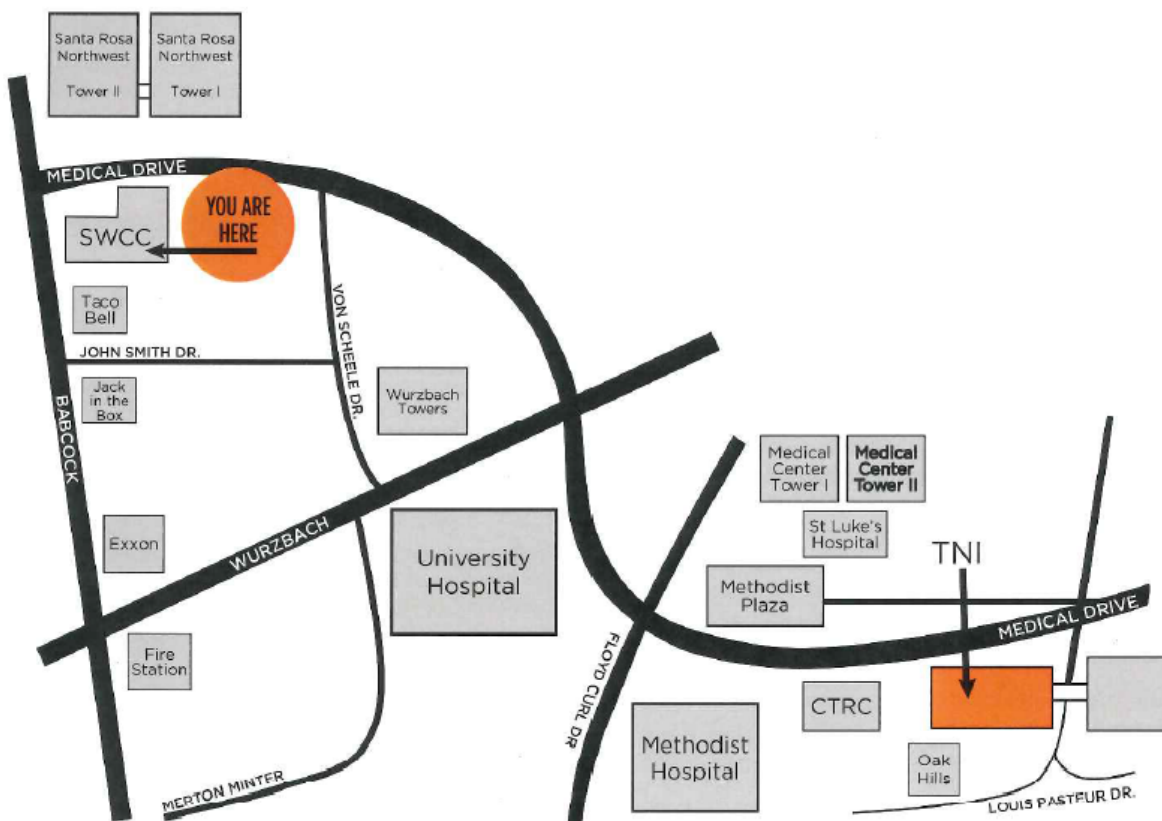 Santa Rosa
Northwest
Tower II
Santa Rosa
Northwest
Tower I
MEDICAL DRIVE
YOU ARE
HERE
SWCC
Taco
Bell
JOHN SMITH DR.
VON SCHEELE DR.
Jack
in the
Box
Wurzbach
Towers
BABCOCK
Medical
Center
Tower I
Medical
Center
Tower II
Exxon
WURZBACH
University
Hospital
St Luke's
Hospital
TNI
Methodist
Plaza
MEDICAL DRIVE
Fire
Station
FLOYD CURL DR
CTRC
Methodist
Hospital
Oak
Hills
MERTON MINTER
LOUIS PASTEUR DR.